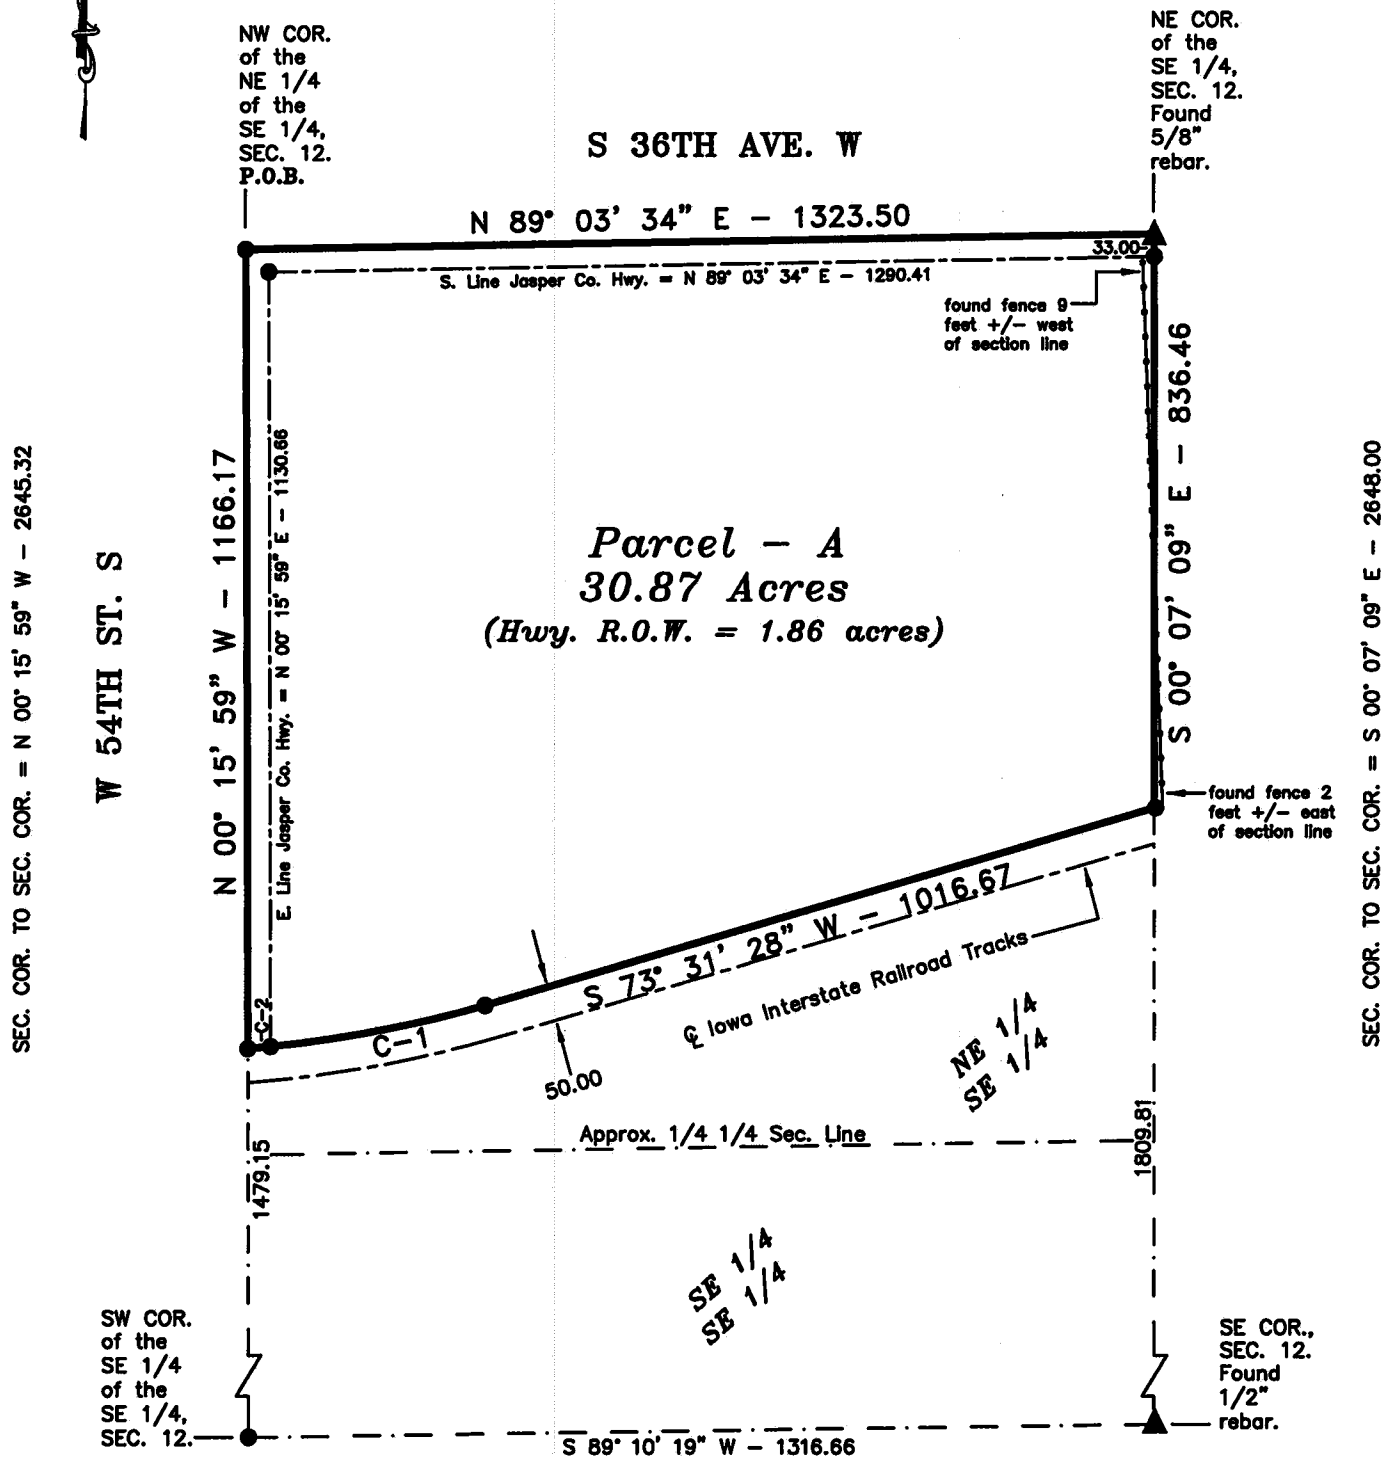 NW COR.
of the
NE 1/4
of the
SE 1/4,
SEC. 12.
P.O.B.
NE COR.
of the
SE 1/4,
SEC. 12.
Found
5/8"
rebar.
S 36TH AVE. W
N 89° 03' 34" E - 1323.50
33.00
S. Line Jasper Co. Hwy. = N 89° 03' 34" E - 1290.41
found fence 9
feet +/- west
of section line
S 00° 07' 09" E - 836.46
SEC. COR. TO SEC. COR. = N 00° 15' 59" W - 2645.32
W 54TH ST. S
N 00° 15' 59" W - 1166.17
E. Line Jasper Co. Hwy. = N 00° 15' 59" E - 1130.66
Parcel - A
30.87 Acres
(Hwy. R.O.W. = 1.86 acres)
SEC. COR. TO SEC. COR. = S 00° 07' 09" E - 2648.00
found fence 2
feet +/- east
of section line
S 73° 31' 28" W - 1016.67
℄ Iowa Interstate Railroad Tracks
C-2
C-1
50.00
NE 1/4
SE 1/4
Approx. 1/4 1/4 Sec. Line
1479.15
1809.81
SE 1/4
SE 1/4
SW COR.
of the
SE 1/4
of the
SE 1/4,
SEC. 12.
SE COR.,
SEC. 12.
Found
1/2"
rebar.
S 89° 10' 19" W - 1316.66